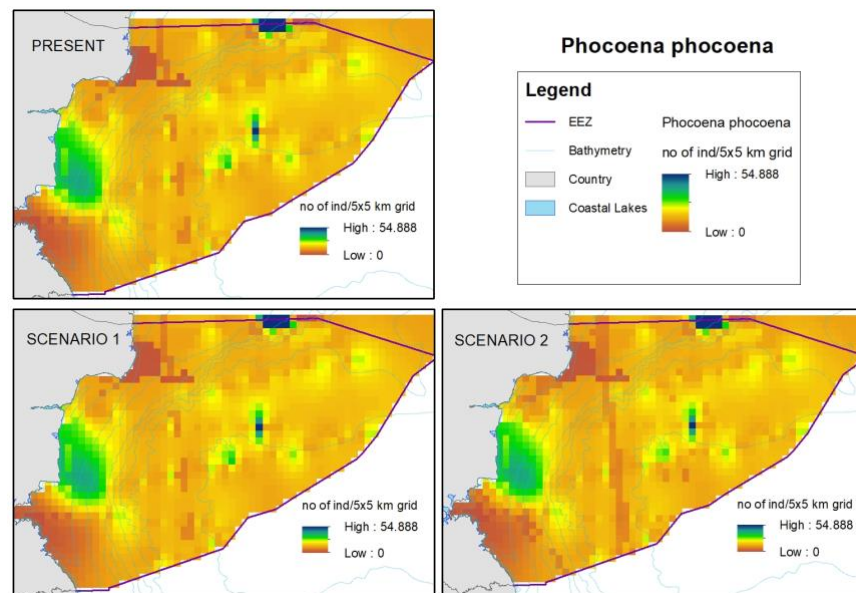 PRESENT
no of ind/5x5 km grid
High : 54.888
Low : 0
Phocoena phocoena
Legend
EEZ
Bathymetry
Country
Coastal Lakes
Phocoena phocoena
no of ind/5x5 km grid
High : 54.888
Low : 0
SCENARIO 1
no of ind/5x5 km grid
High : 54.888
Low : 0
SCENARIO 2
no of ind/5x5 km grid
High : 54.888
Low : 0